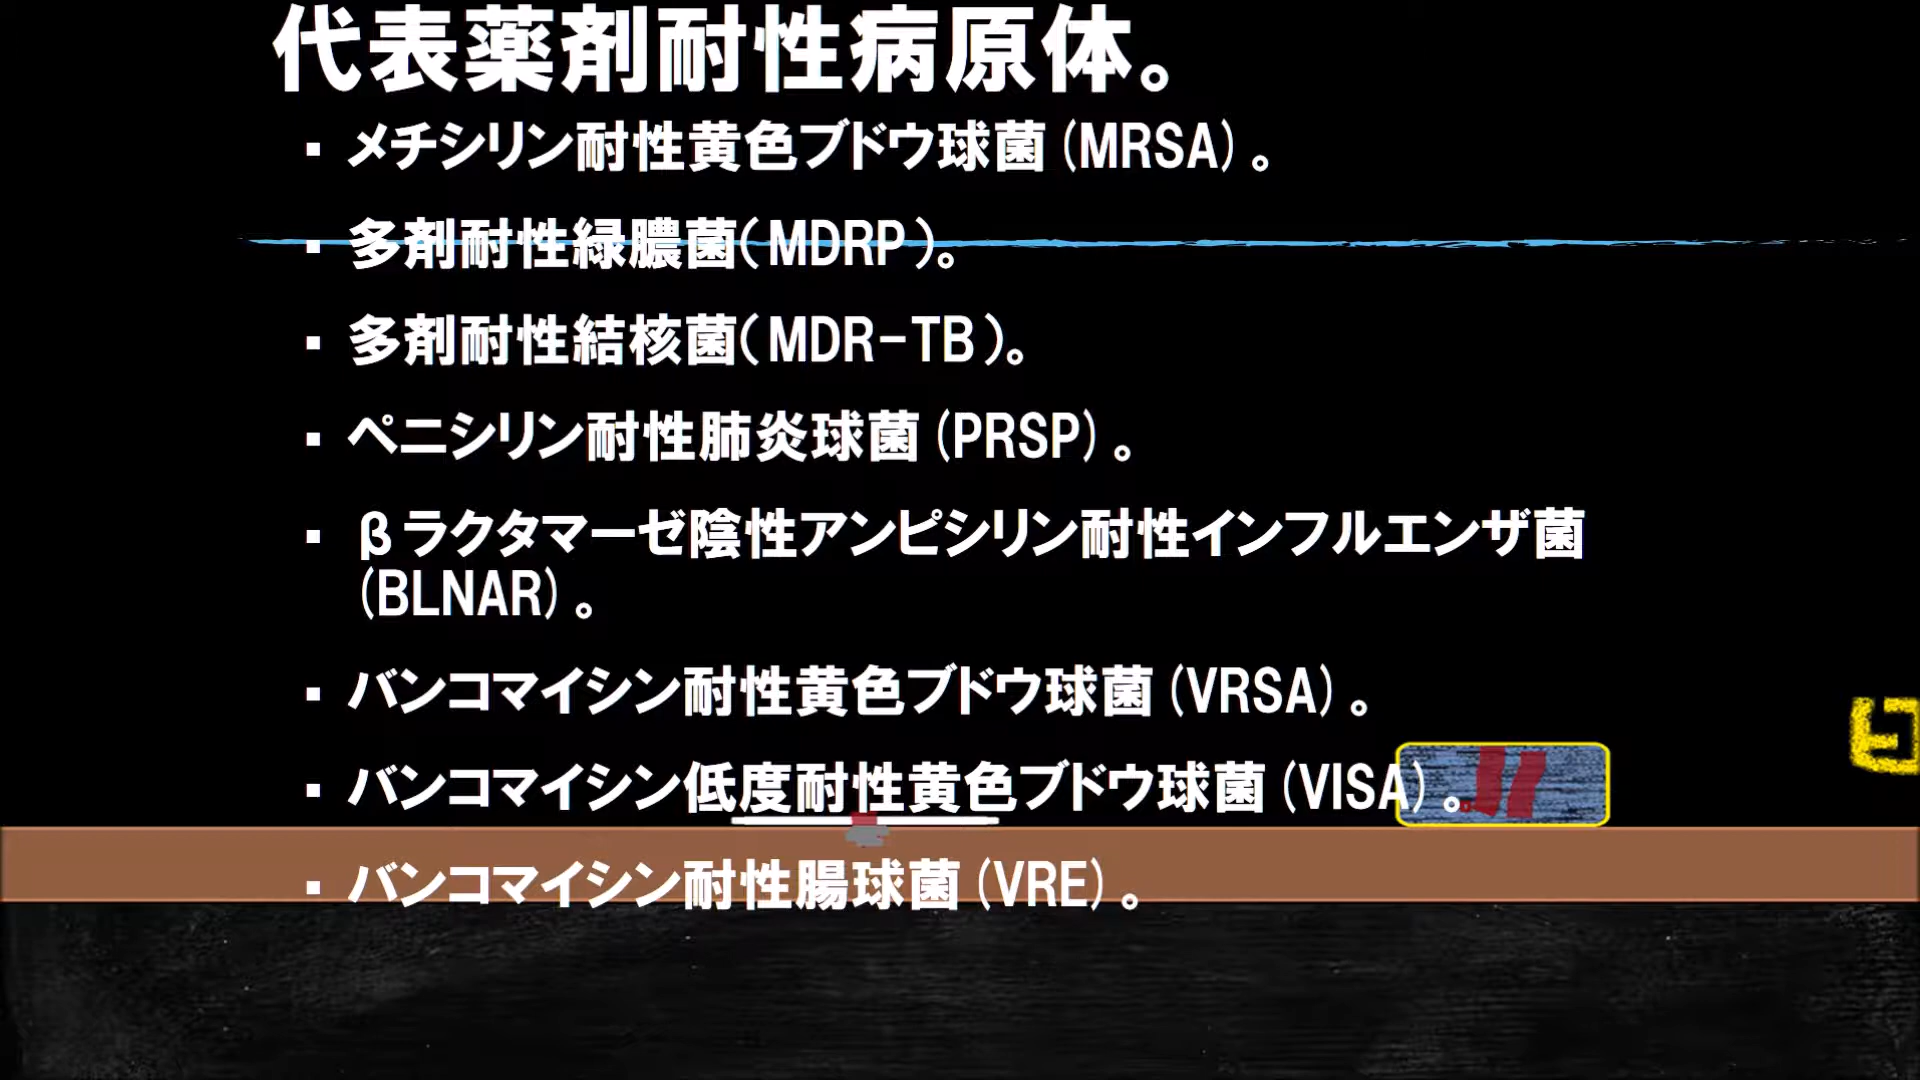 代表薬剤耐性病原体。
▪ メチシリン耐性黄色ブドウ球菌(MRSA)。
▪ 多剤耐性緑膿菌(MDRP)。
▪ 多剤耐性結核菌(MDR-TB)。
▪ ペニシリン耐性肺炎球菌(PRSP)。
▪ βラクタマーゼ陰性アンピシリン耐性インフルエンザ菌
(BLNAR)。
▪ バンコマイシン耐性黄色ブドウ球菌(VRSA)。
▪ バンコマイシン低度耐性黄色ブドウ球菌(VISA)。
▪ バンコマイシン耐性腸球菌(VRE)。